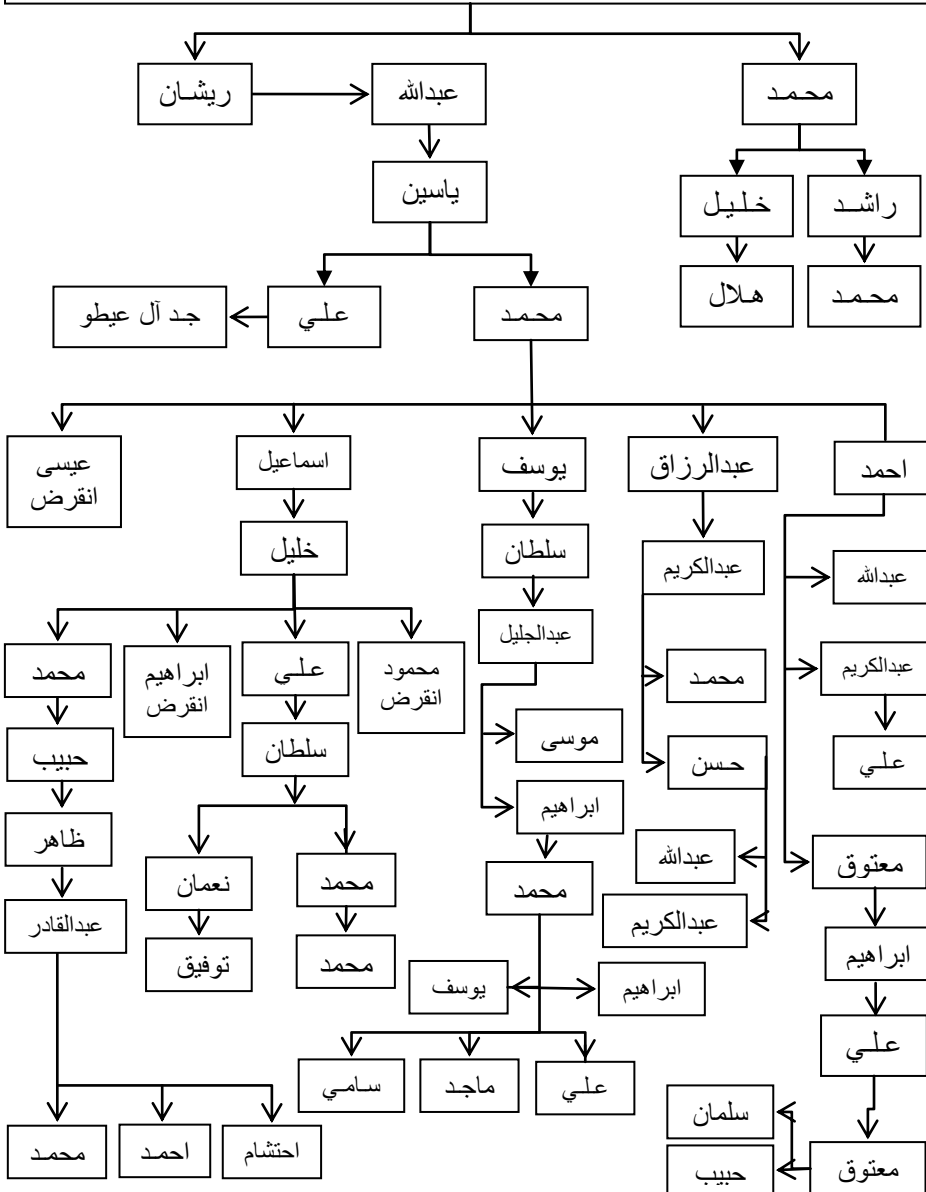 محمد
عبدالله
ريشان
ياسين
راشد
خليل
محمد
هلال
محمد
علي
جد آل عيطو
احمد
عبدالرزاق
يوسف
اسماعيل
عيسى
انقرض
عبدالله
عبدالكريم
سلطان
خليل
عبدالكريم
علي
محمد
حسن
عبدالجليل
موسى
ابراهيم
محمود
انقرض
علي
ابراهيم
انقرض
محمد
سلطان
حبيب
معتوق
عبدالله
عبدالكريم
محمد
محمد
نعمان
ظاهر
ابراهيم
ابراهيم
يوسف
محمد
توفيق
عبدالقادر
علي
علي
ماجد
سامي
معتوق
سلمان
حبيب
احتشام
احمد
محمد